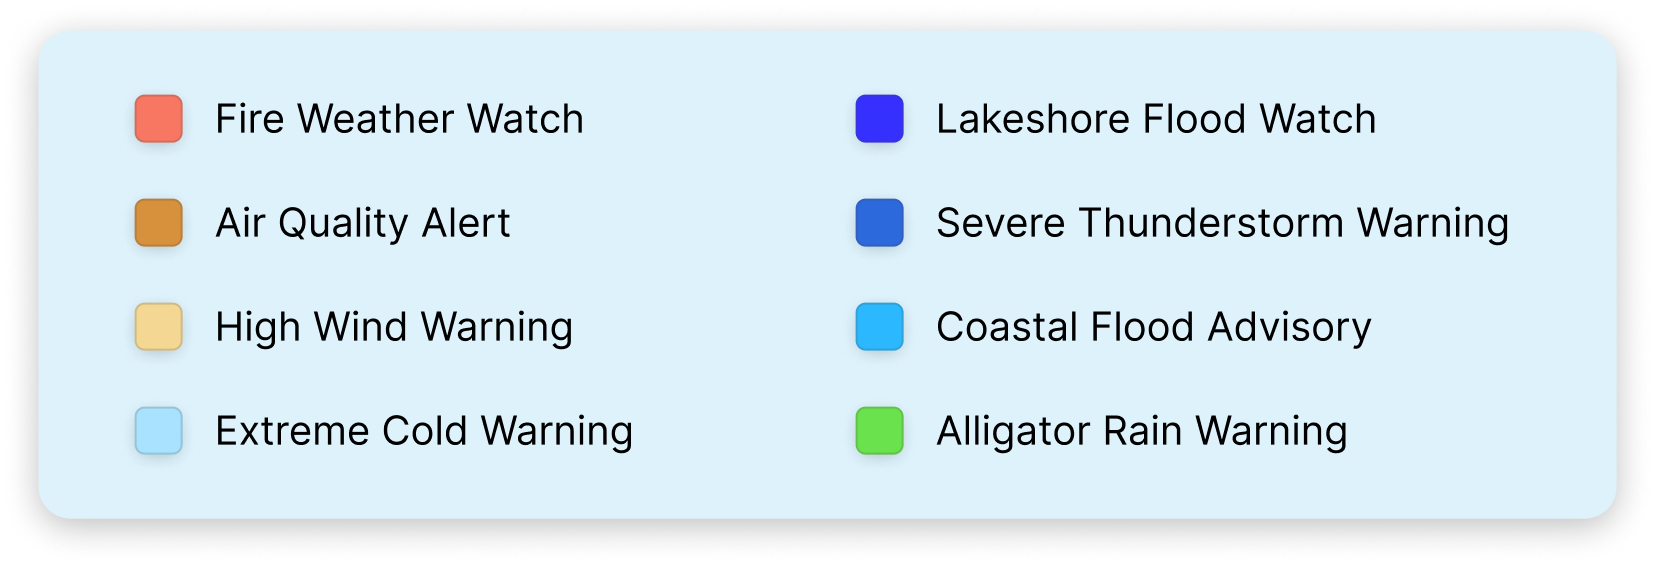 Fire Weather Watch
Air Quality Alert
High Wind Warning
Extreme Cold Warning
Lakeshore Flood Watch
Severe Thunderstorm Warning
Coastal Flood Advisory
Alligator Rain Warning